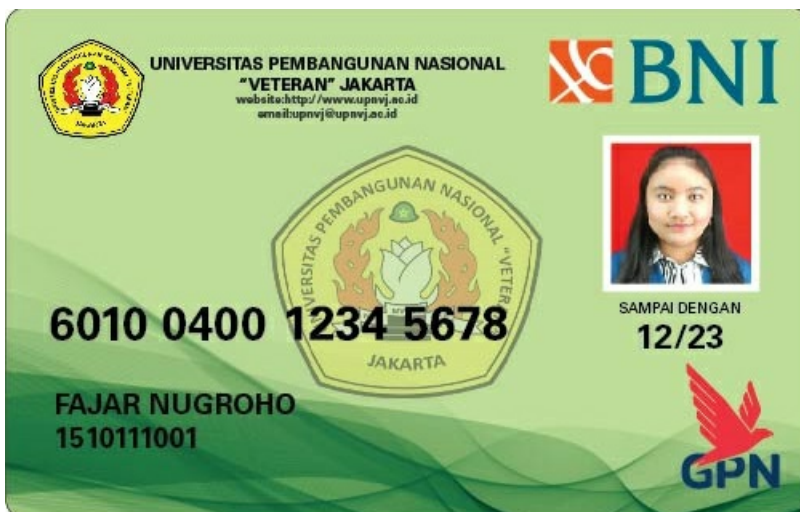 UNIVERSITAS PEMBANGUNAN NASIONAL
"VETERAN" JAKARTA
website:http://www.upnvj.ac.id
email:upnvj@upnvj.ac.id
BNI
UNIVERSITAS PEMBANGUNAN NASIONAL "VETER
JAKARTA
6010 0400 1234 5678
SAMPAI DENGAN
12/23
FAJAR NUGROHO
1510111001
GPN